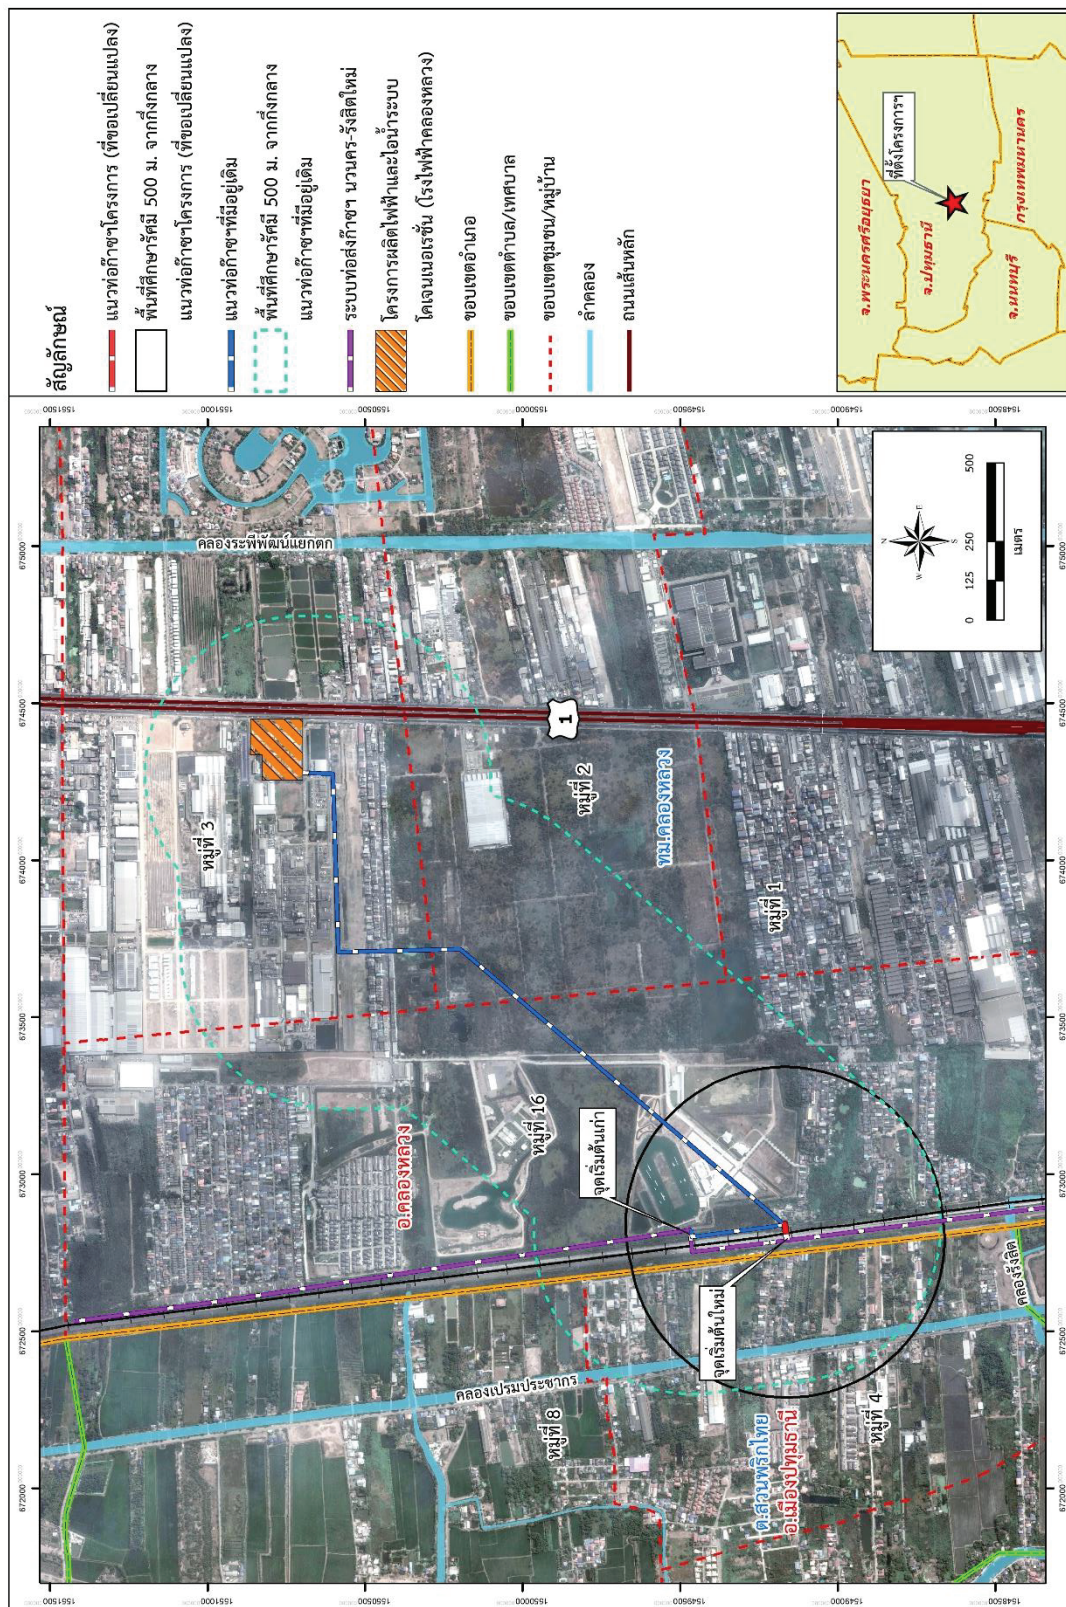 สัญลักษณ์
แนวท่อก๊าซฯโครงการ (ที่ขอเปลี่ยนแปลง)
พื้นที่ศึกษารัศมี 500 ม. จากกึ่งกลาง
แนวท่อก๊าซฯโครงการ (ที่ขอเปลี่ยนแปลง)
แนวท่อก๊าซฯที่มีอยู่เดิม
พื้นที่ศึกษารัศมี 500 ม. จากกึ่งกลาง
แนวท่อก๊าซฯที่มีอยู่เดิม
ระบบท่อส่งก๊าซฯ นวนคร-รังสิตใหม่
โครงการผลิตไฟฟ้าและไอน้ำระบบ
โคเจนเนอเรชั่น (โรงไฟฟ้าคลองหลวง)
ขอบเขตอำเภอ
ขอบเขตตำบล/เทศบาล
ขอบเขตชุมชน/หมู่บ้าน
ลำคลอง
ถนนเส้นหลัก
จ.พระนครศรีอยุธยา
จ.ปทุมธานี
ที่ตั้งโครงการฯ
จ.นนทบุรี
กรุงเทพมหานคร
672000
672500
673000
673500
674000
674500
675000
1551500
1551000
1550500
1550000
1549500
1549000
1548500
คลองระพีพัฒน์แยกตก
หมู่ที่ 3
1
หมู่ที่ 2
ทม.คลองหลวง
หมู่ที่ 1
อ.คลองหลวง
หมู่ที่ 16
จุดเริ่มต้นเก่า
จุดเริ่มต้นใหม่
คลองเปรมประชากร
หมู่ที่ 8
ต.สวนพริกไทย
อ.เมืองปทุมธานี
หมู่ที่ 4
คลองรังสิต
N
W
E
S
0 125 250 500
เมตร
672000
672500
673000
673500
674000
674500
675000
1551500
1551000
1550500
1550000
1549500
1549000
1548500